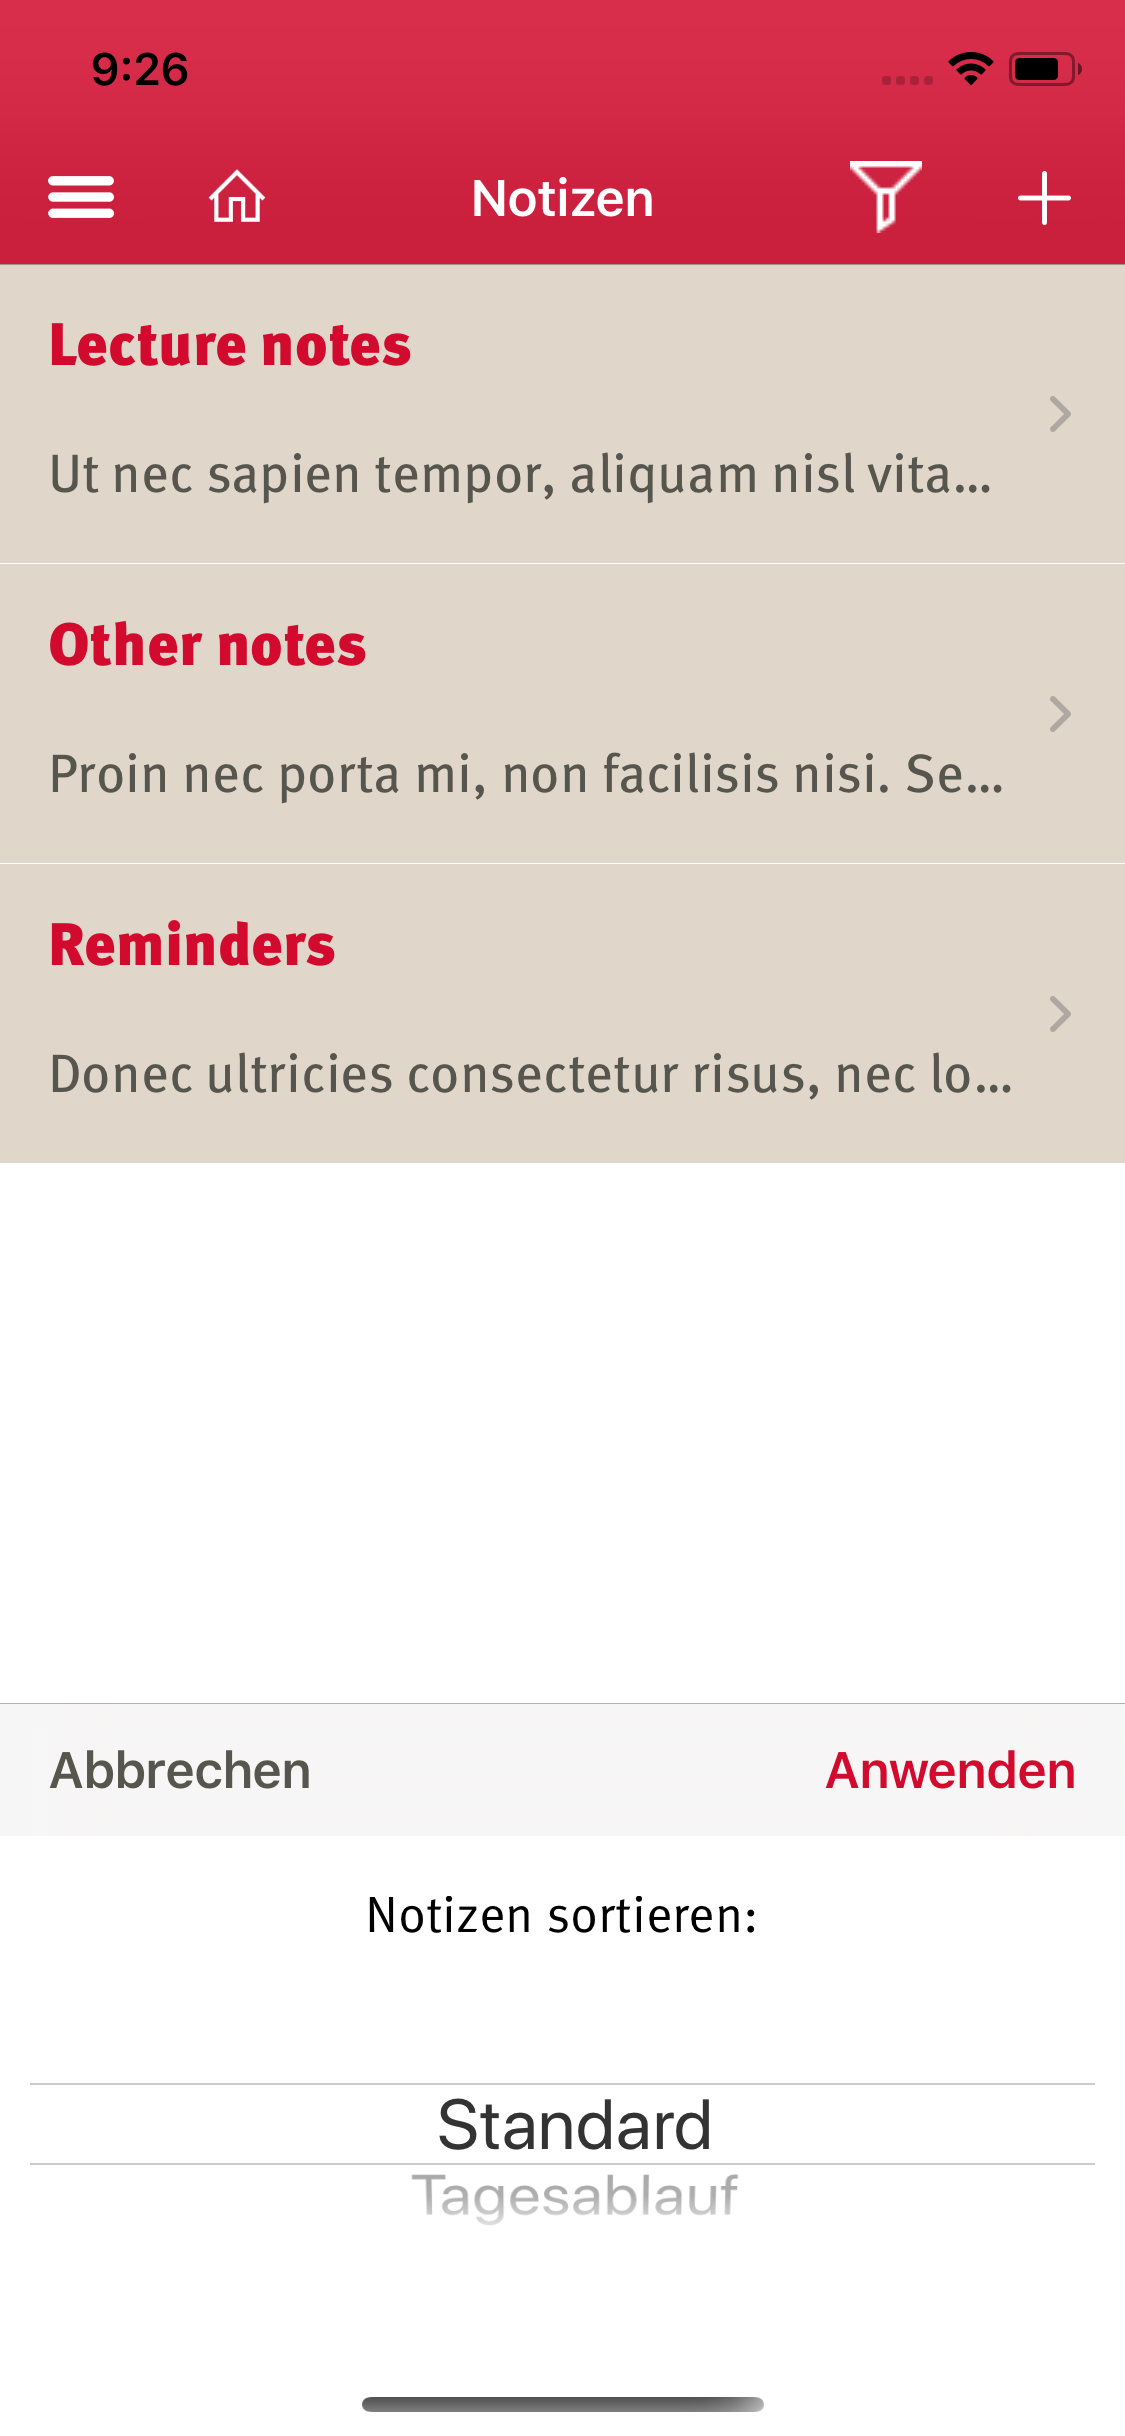 9:26
Notizen
Lecture notes
Ut nec sapien tempor, aliquam nisl vita...
Other notes
Proin nec porta mi, non facilisis nisi. Se...
Reminders
Donec ultricies consectetur risus, nec lo...
Abbrechen
Anwenden
Notizen sortieren:
Standard
Tagesablauf